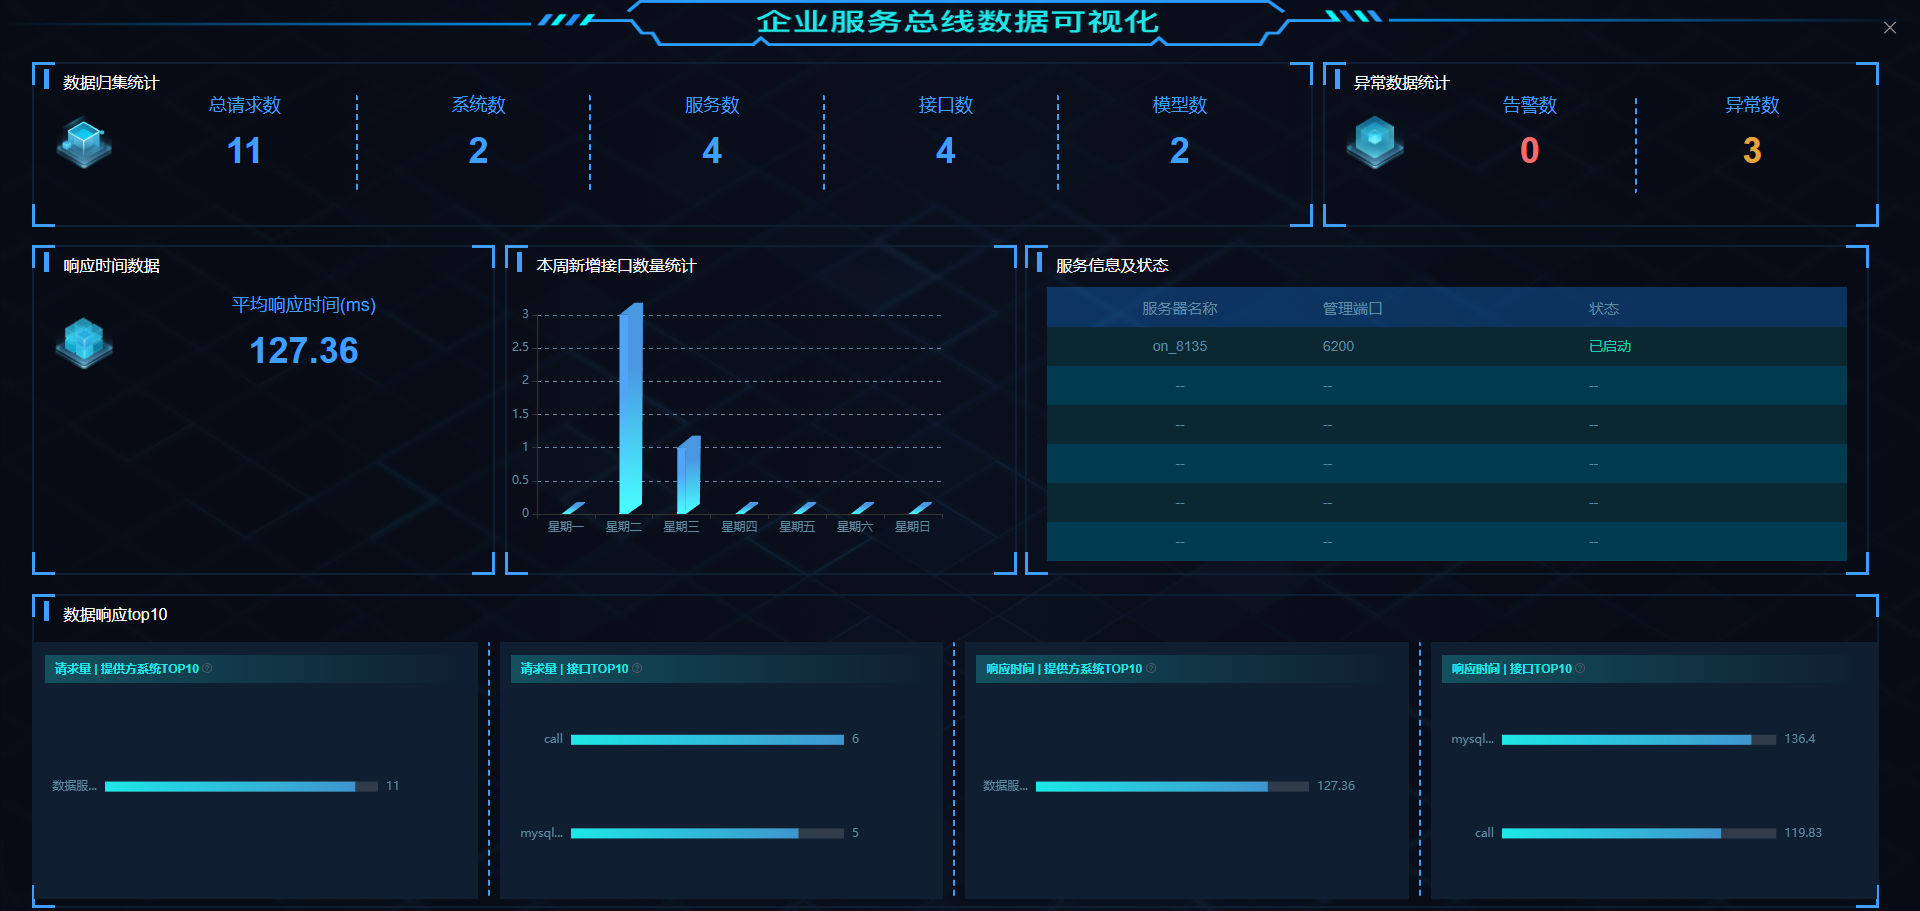 企业服务总线数据可视化
数据归集统计
总请求数
11
系统数
2
服务数
4
接口数
4
模型数
2
异常数据统计
告警数
0
异常数
3
响应时间数据
平均响应时间(ms)
127.36
本周新增接口数量统计
3
2.5
2
1.5
1
0.5
0
星期一 星期二 星期三 星期四 星期五 星期六 星期日
服务信息及状态
服务器名称 管理端口 状态
on_8135 6200 已启动
-- -- --
-- -- --
-- -- --
-- -- --
-- -- --
数据响应top10
请求量 | 提供方系统TOP10
数据服... 11
请求量 | 接口TOP10
call 6
mysql... 5
响应时间 | 提供方系统TOP10
数据服... 127.36
响应时间 | 接口TOP10
mysql... 136.4
call 119.83